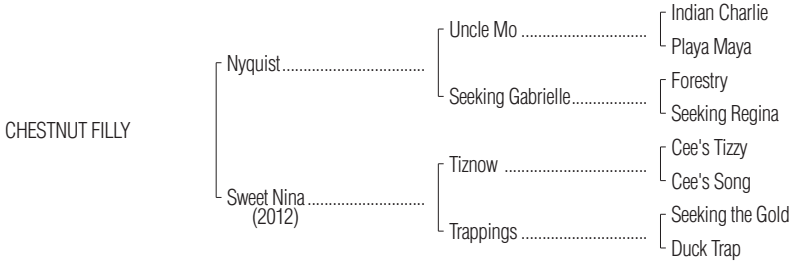 Indian Charlie
Uncle Mo ..............................
Playa Maya
Nyquist..................................
Forestry
Seeking Gabrielle..................
Seeking Regina
CHESTNUT FILLY
Cee's Tizzy
Tiznow ..................................
Cee's Song
Sweet Nina............................
(2012)
Seeking the Gold
Trappings ..............................
Duck Trap